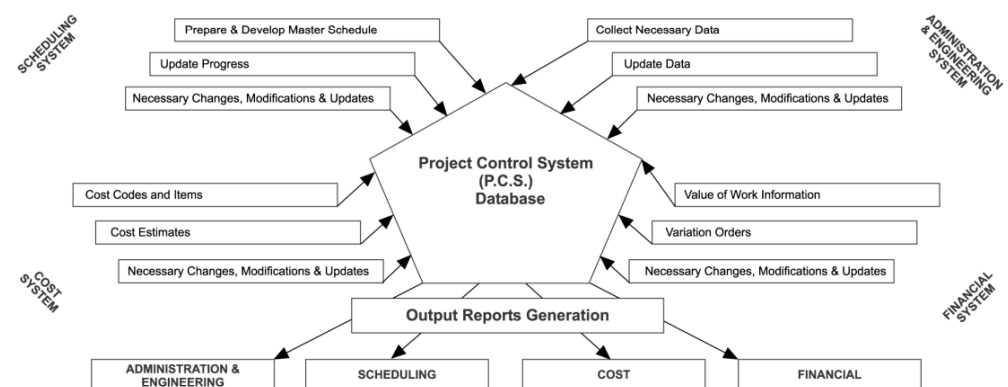 SCHEDULING
SYSTEM
Prepare & Develop Master Schedule
Update Progress
Necessary Changes, Modifications & Updates
Collect Necessary Data
Update Data
Necessary Changes, Modifications & Updates
ADMINISTRATION
& ENGINEERING
SYSTEM
Project Control System
(P.C.S.)
Database
Cost Codes and Items
Cost Estimates
Necessary Changes, Modifications & Updates
COST
SYSTEM
Value of Work Information
Variation Orders
Necessary Changes, Modifications & Updates
FINANCIAL
SYSTEM
Output Reports Generation
ADMINISTRATION &
ENGINEERING
SCHEDULING
COST
FINANCIAL